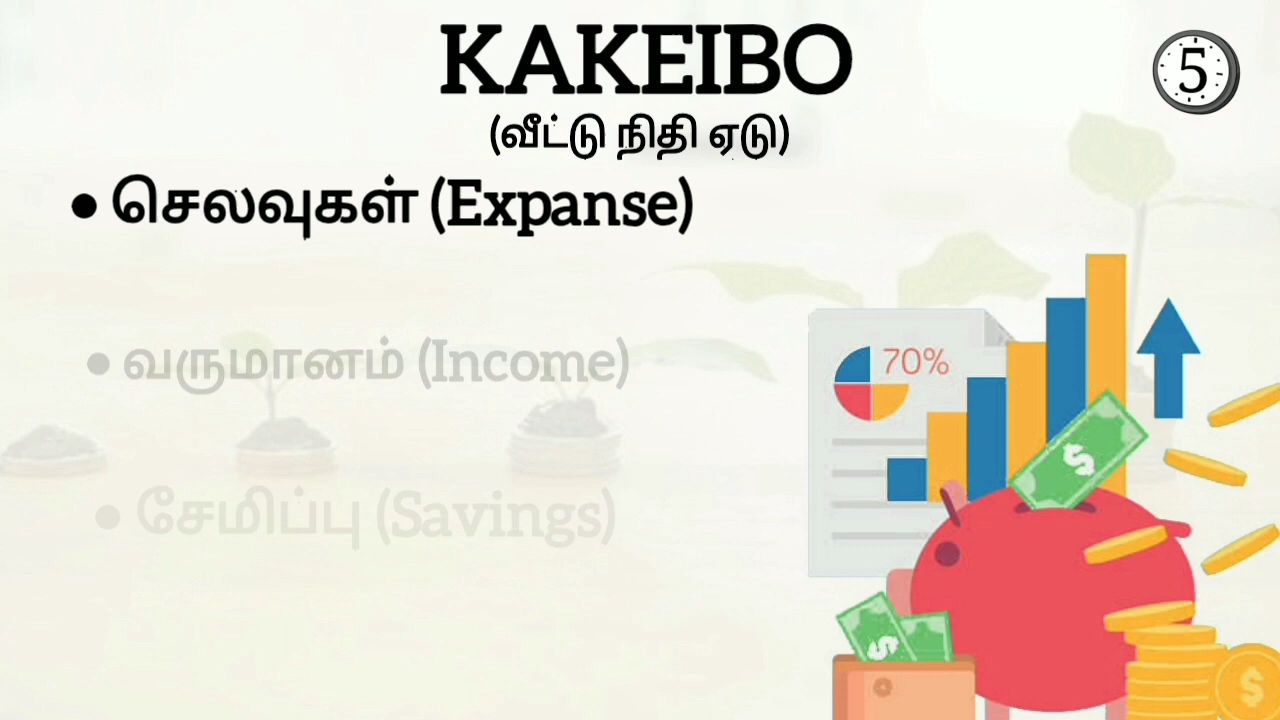 KAKEIBO
5
(வீட்டு நிதி ஏடு)
• செலவுகள் (Expanse)
• வருமானம் (Income)
70%
• சேமிப்பு (Savings)
$
$
$